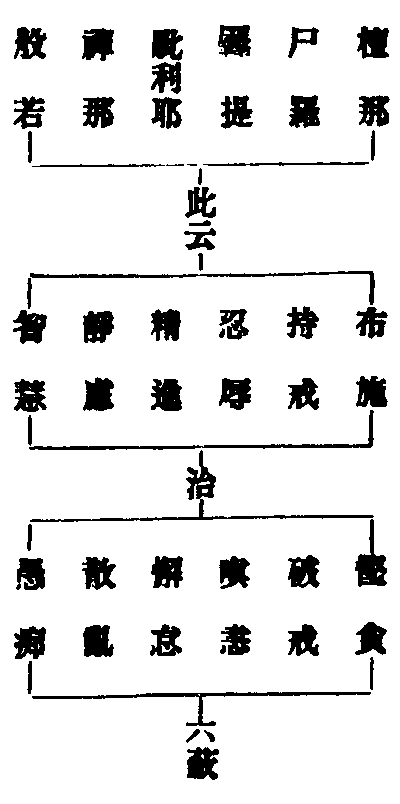 檀那
尸羅
羼提
毗利耶
禪那
般若
此云
布施
持戒
忍辱
精進
靜慮
智慧
治
慳貪
破戒
瞋恚
懈怠
散亂
愚癡
六蔽